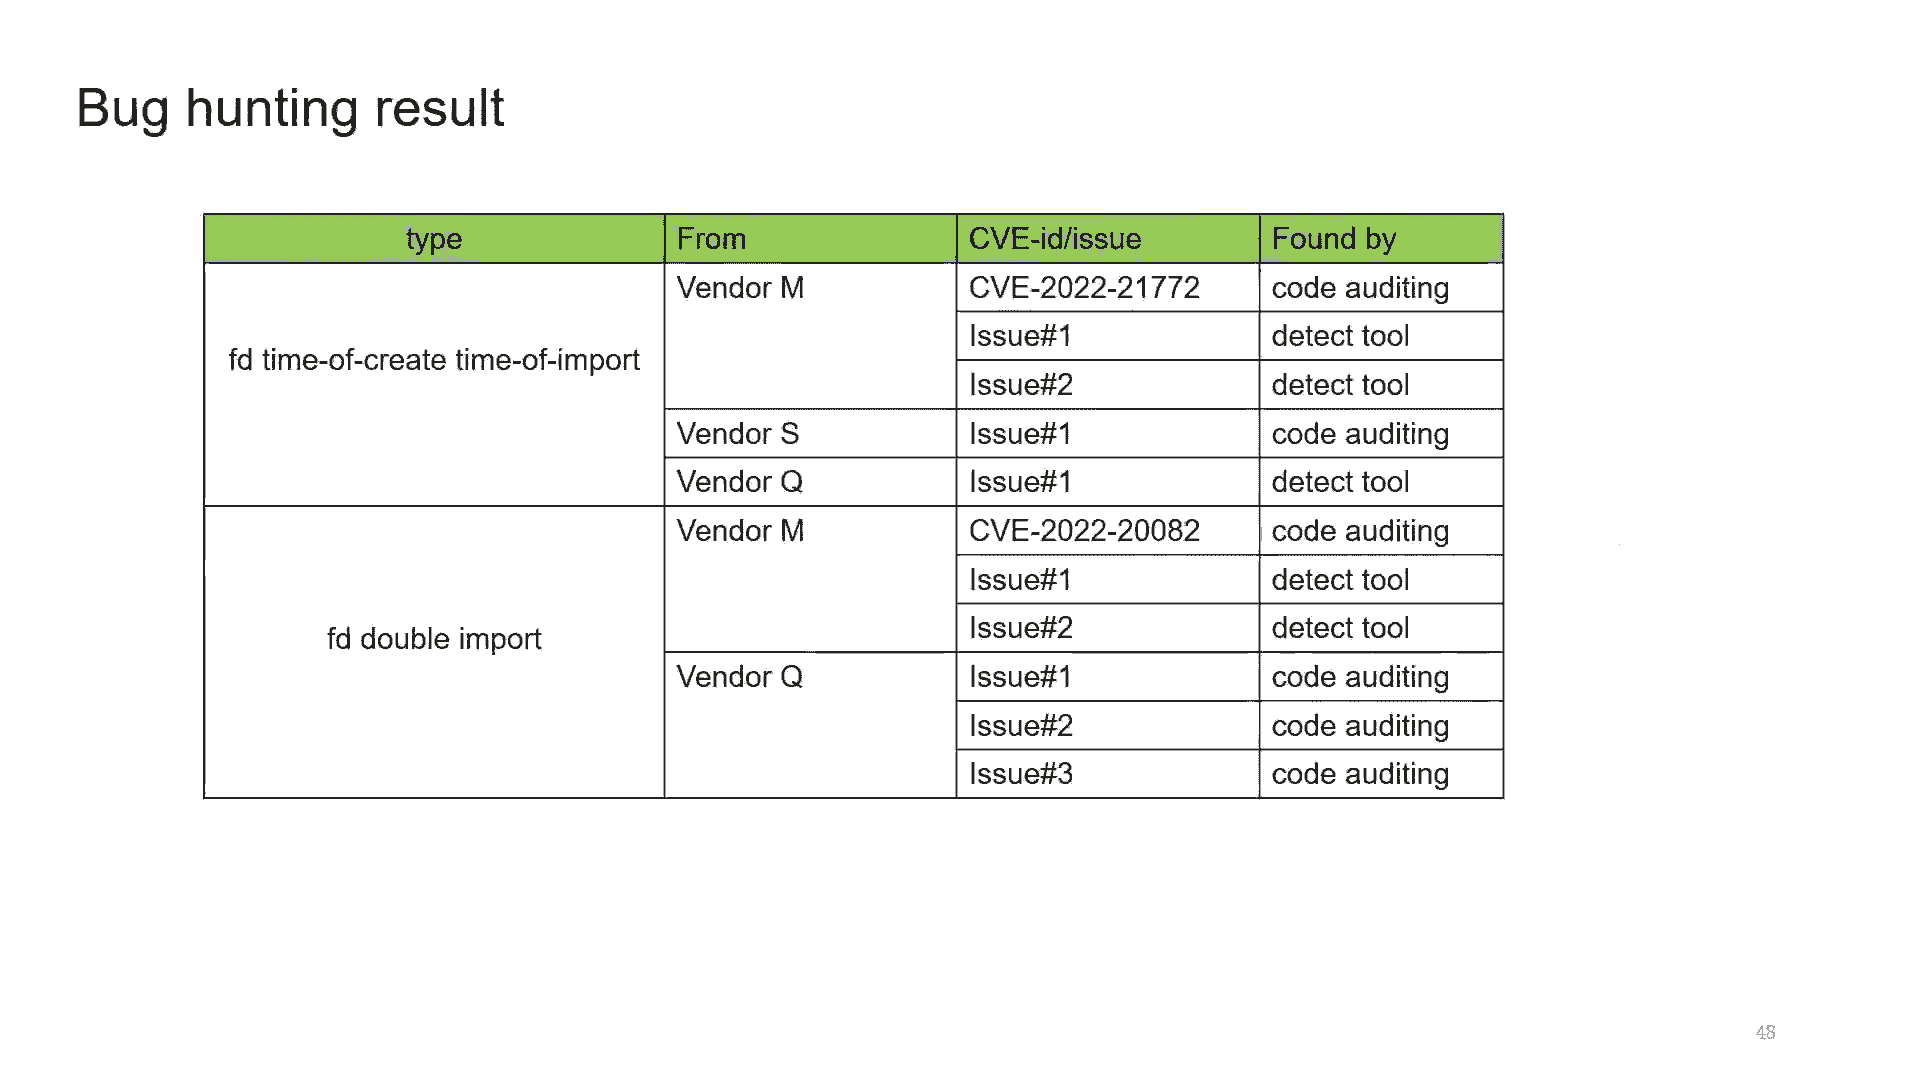 Bug hunting result
type From CVE-id/issue Found by
fd time-of-create time-of-import Vendor M CVE-2022-21772 code auditing
Issue#1 detect tool
Issue#2 detect tool
Vendor S Issue#1 code auditing
Vendor Q Issue#1 detect tool
fd double import Vendor M CVE-2022-20082 code auditing
Issue#1 detect tool
Issue#2 detect tool
Vendor Q Issue#1 code auditing
Issue#2 code auditing
Issue#3 code auditing
48